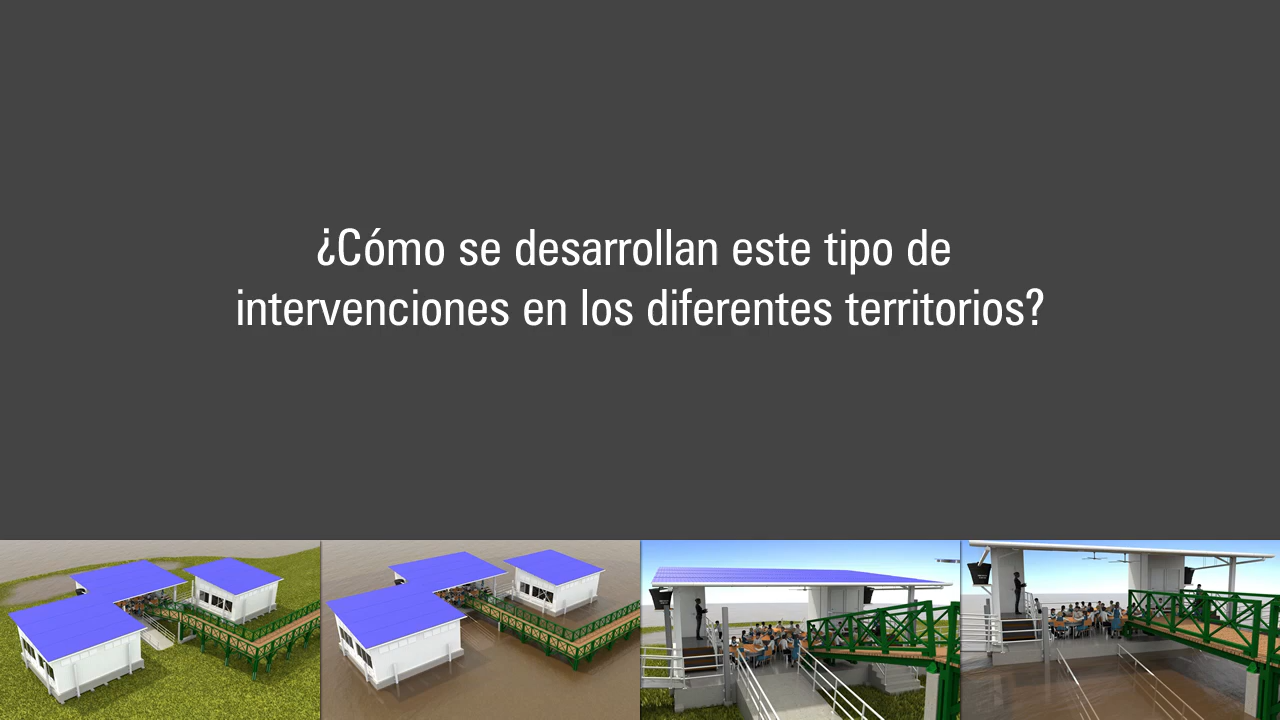 ¿Cómo se desarrollan este tipo de
intervenciones en los diferentes territorios?